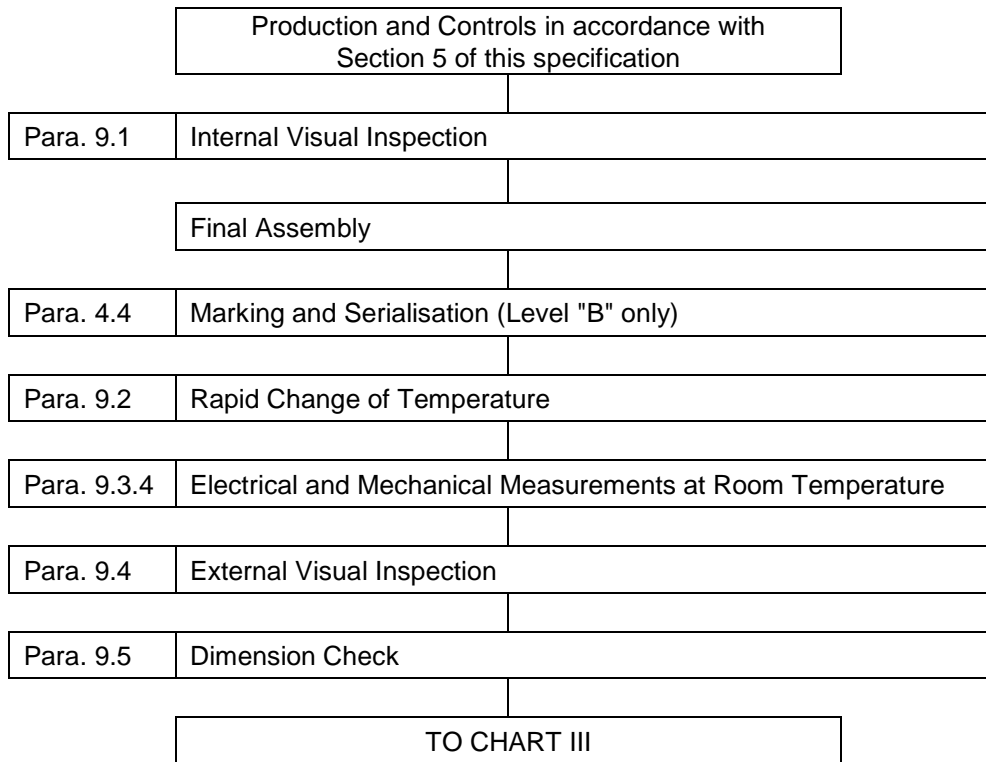 Production and Controls in accordance with
Section 5 of this specification
Para. 9.1 Internal Visual Inspection
Final Assembly
Para. 4.4 Marking and Serialisation (Level "B" only)
Para. 9.2 Rapid Change of Temperature
Para. 9.3.4 Electrical and Mechanical Measurements at Room Temperature
Para. 9.4 External Visual Inspection
Para. 9.5 Dimension Check
TO CHART III